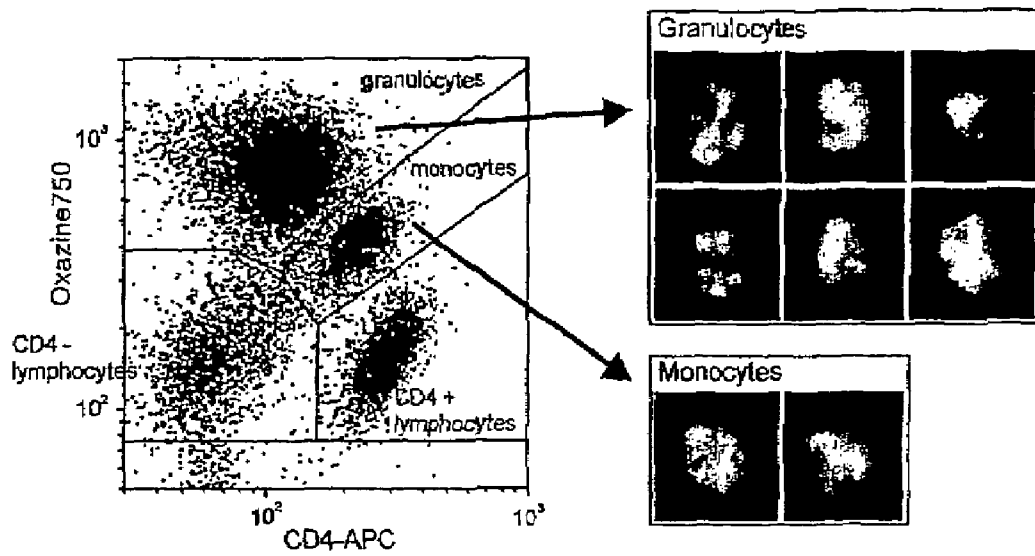 Granulocytes
granulocytes
10³
monocytes
Oxazine750
CD4 -
lymphocytes
CD4 +
lymphocytes
10²
10² 10³
CD4-APC
Monocytes